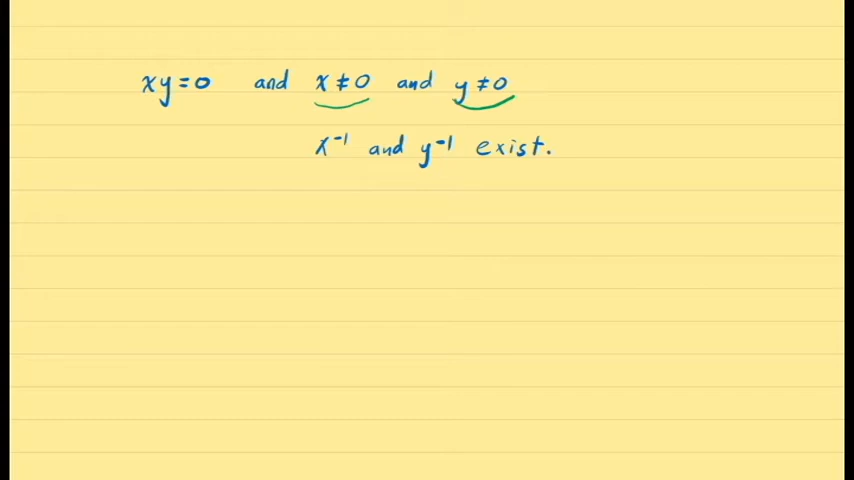 xy=0 and x≠0 and y≠0
x⁻¹ and y⁻¹ exist.